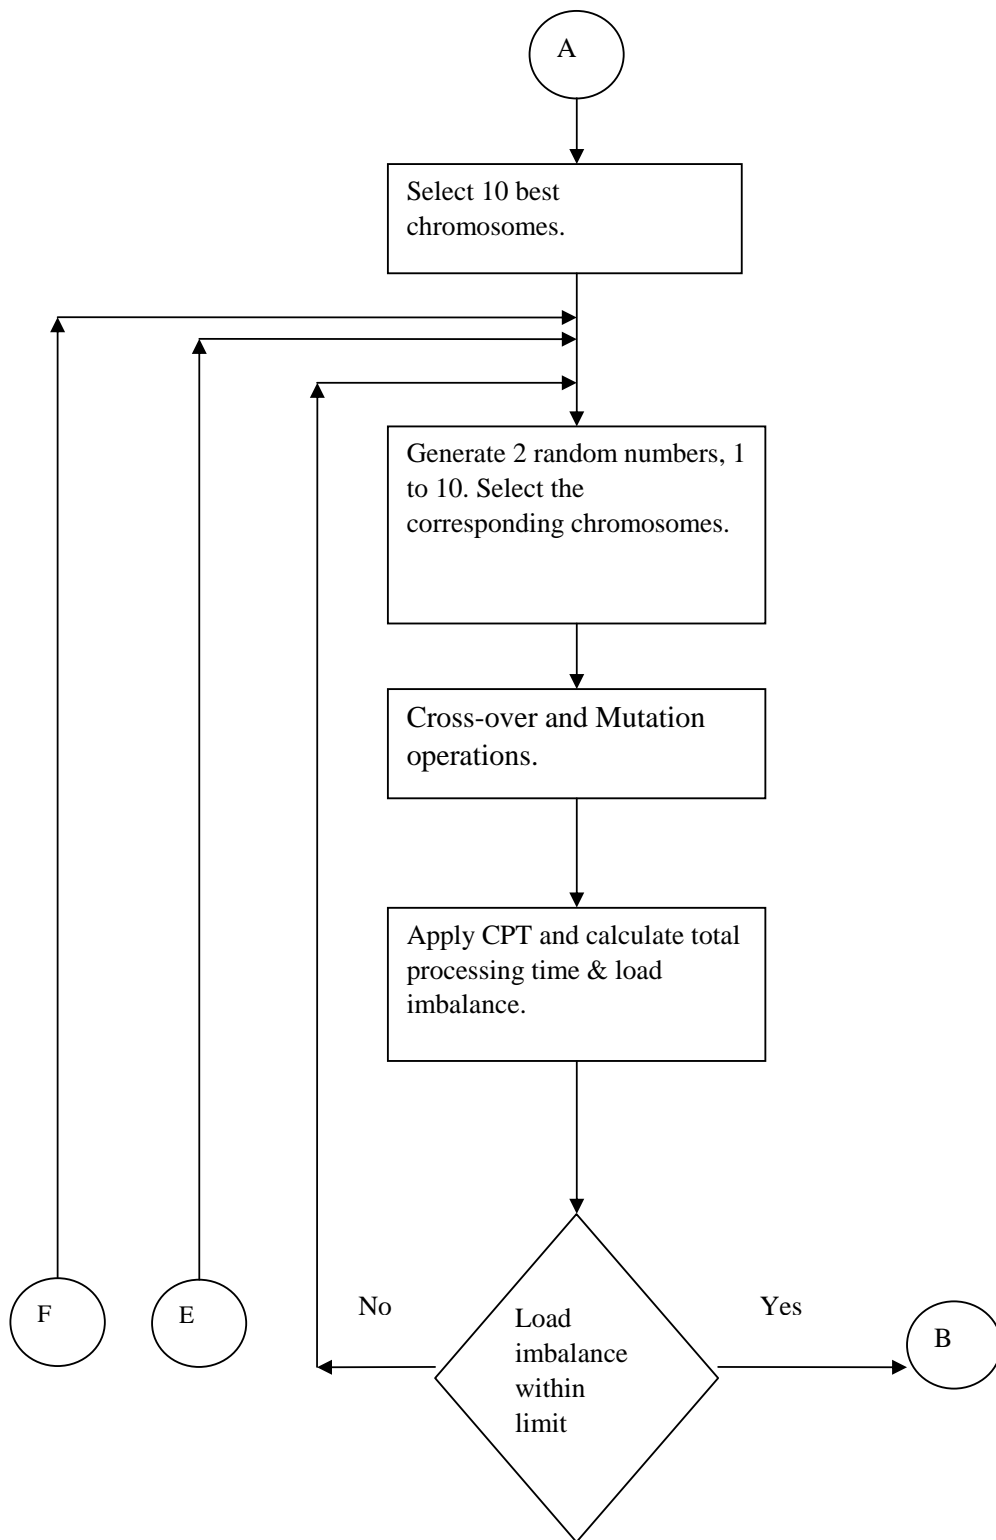 A
Select 10 best
chromosomes.
Generate 2 random numbers, 1
to 10. Select the
corresponding chromosomes.
Cross-over and Mutation
operations.
Apply CPT and calculate total
processing time & load
imbalance.
F
E
No
Load
imbalance
within
limit
Yes
B